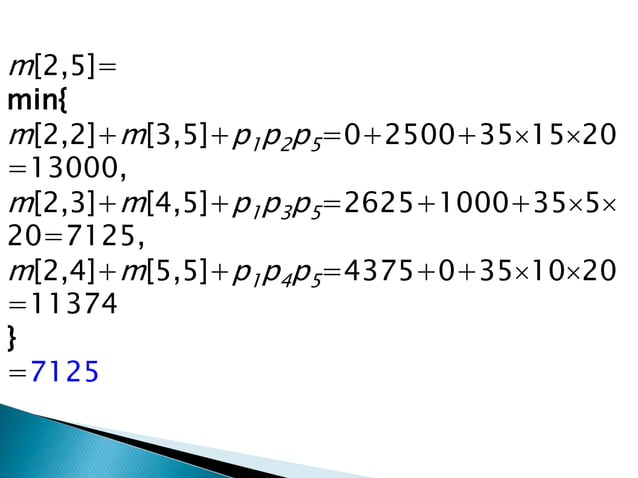 m[2,5]=
min{
m[2,2]+m[3,5]+p₁p₂p₅=0+2500+35×15×20
=13000,
m[2,3]+m[4,5]+p₁p₃p₅=2625+1000+35×5×
20=7125,
m[2,4]+m[5,5]+p₁p₄p₅=4375+0+35×10×20
=11374
}
=7125